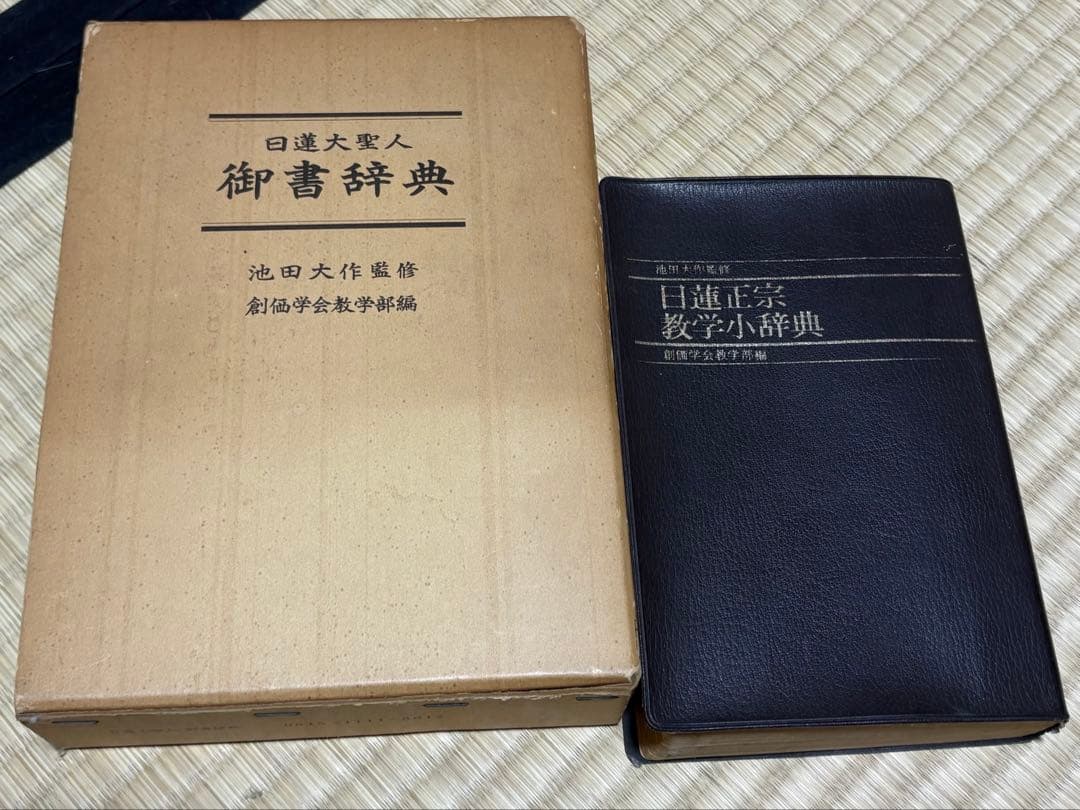 日蓮大聖人
御書辞典
池田大作監修
創価学会教学部編
池田大作監修
日蓮正宗
教学小辞典
創価学会教学部編